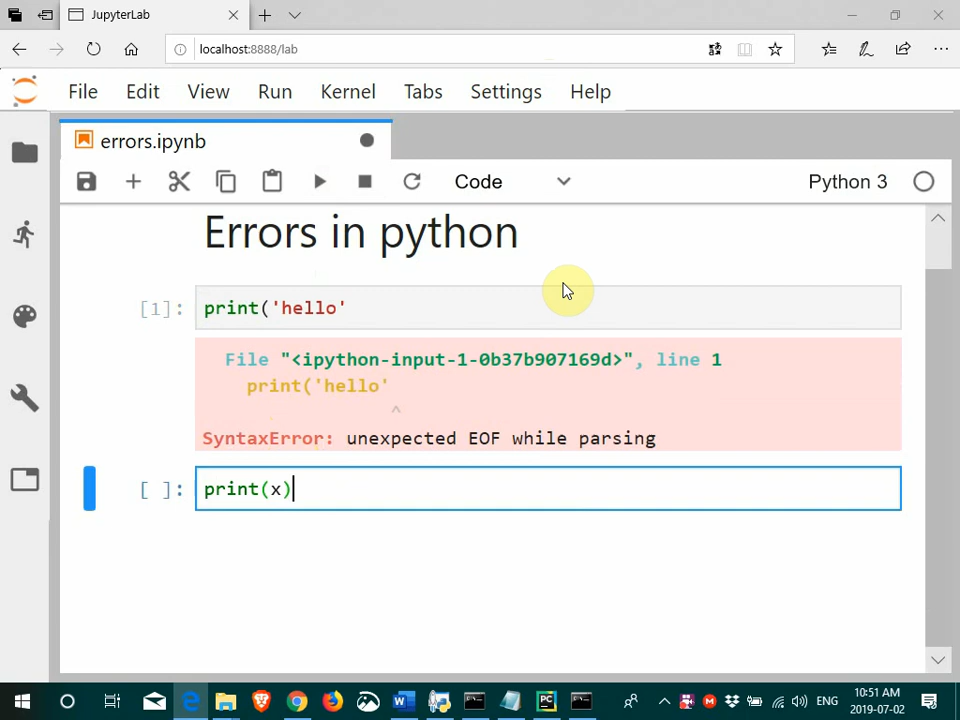 JupyterLab
localhost:8888/lab
File Edit View Run Kernel Tabs Settings Help
errors.ipynb
Code Python 3
Errors in python
[1]: print('hello'
File "<ipython-input-1-0b37b907169d>", line 1
print('hello'
^
SyntaxError: unexpected EOF while parsing
[ ]: print(x)
ENG
10:51 AM
2019-07-02